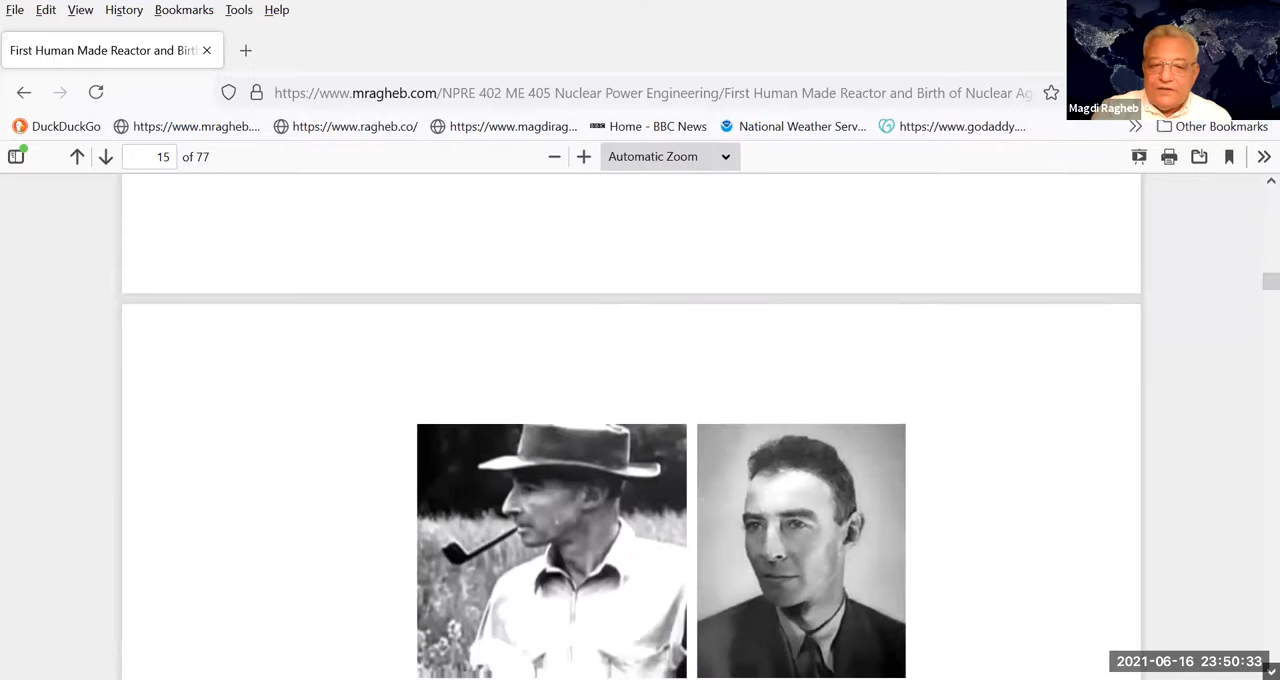 File Edit View History Bookmarks Tools Help
First Human Made Reactor and Birt
https://www.mragheb.com/NPRE 402 ME 405 Nuclear Power Engineering/First Human Made Reactor and Birth of Nuclear Ag
Magdi Ragheb
DuckDuckGo https://www.mragheb.... https://www.ragheb.co/ https://www.magdirag... BBC Home - BBC News National Weather Serv... https://www.godaddy.... Other Bookmarks
15 of 77 Automatic Zoom
2021-06-16 23:50:33